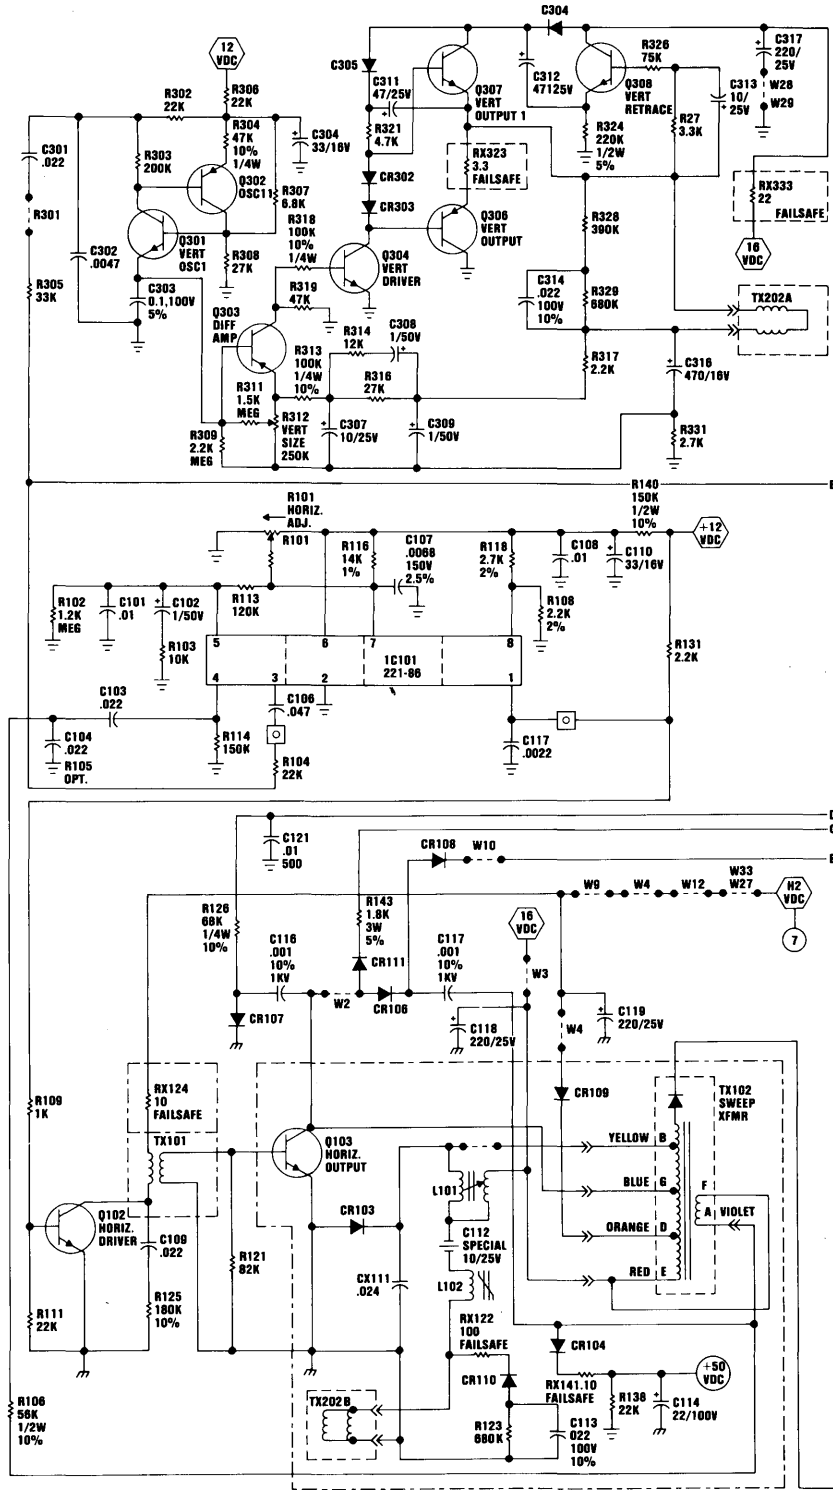 12
VDC
C304
R302
22K
R306
22K
C305
C311
47/25V
Q307
VERT
OUTPUT 1
C312
47125V
R326
75K
Q308
VERT
RETRACE
C317
220/
25V
W28
W29
C313
10/
25V
R27
3.3K
C301
.022
R304
47K
10%
1/4W
C304
33/16V
R321
4.7K
R324
220K
1/2W
5%
R303
200K
Q302
OSC11
R307
6.8K
CR302
RX323
3.3
FAILSAFE
RX333
22
FAILSAFE
R301
Q301
VERT
OSC1
C302
.0047
R318
100K
10%
1/4W
CR303
Q306
VERT
OUTPUT
R328
390K
16
VDC
R308
27K
Q304
VERT
DRIVER
R305
33K
C303
0.1,100V
5%
R319
47K
C314
.022
100V
10%
R329
680K
TX202A
Q303
DIFF
AMP
R314
12K
C308
1/50V
R313
100K
1/4W
10%
R317
2.2K
C316
470/16V
R311
1.5K
MEG
R316
27K
R312
VERT
SIZE
250K
C307
10/25V
C309
1/50V
R309
2.2K
MEG
R331
2.7K
E
R101
HORIZ.
ADJ.
R140
150K
1/2W
10%
+12
VDC
R101
R116
14K
1%
C107
.0068
150V
2.5%
R118
2.7K
2%
C108
.01
C110
33/16V
R102
1.2K
MEG
C101
.01
C102
1/50V
R113
120K
R108
2.2K
2%
R103
10K
5
6
7
8
1C101
221-86
4
3
2
1
R131
2.2K
C103
.022
C106
.047
C104
.022
R105
OPT.
R114
150K
R104
22K
C117
.0022
D
C121
.01
500
CR108
W10
E
R126
68K
1/4W
10%
R143
1.8K
3W
5%
W9
W4
W12
W33
W27
H2
VDC
7
16
VDC
C116
.001
10%
1KV
CR111
C117
.001
10%
1KV
W3
CR107
W2
CR106
C118
220/25V
W4
C119
220/25V
R109
1K
RX124
10
FAILSAFE
CR109
TX102
SWEEP
XFMR
TX101
Q103
HORIZ.
OUTPUT
YELLOW B
L101
BLUE G
F
A VIOLET
Q102
HORIZ.
DRIVER
CR103
ORANGE D
C109
.022
C112
SPECIAL
10/25V
R121
82K
CX111
.024
L102
RED E
R111
22K
R125
180K
10%
RX122
100
FAILSAFE
CR104
CR110
RX141.10
FAILSAFE
+50
VDC
R106
56K
1/2W
10%
TX202B
R123
680K
C113
022
100V
10%
R138
22K
C114
22/100V